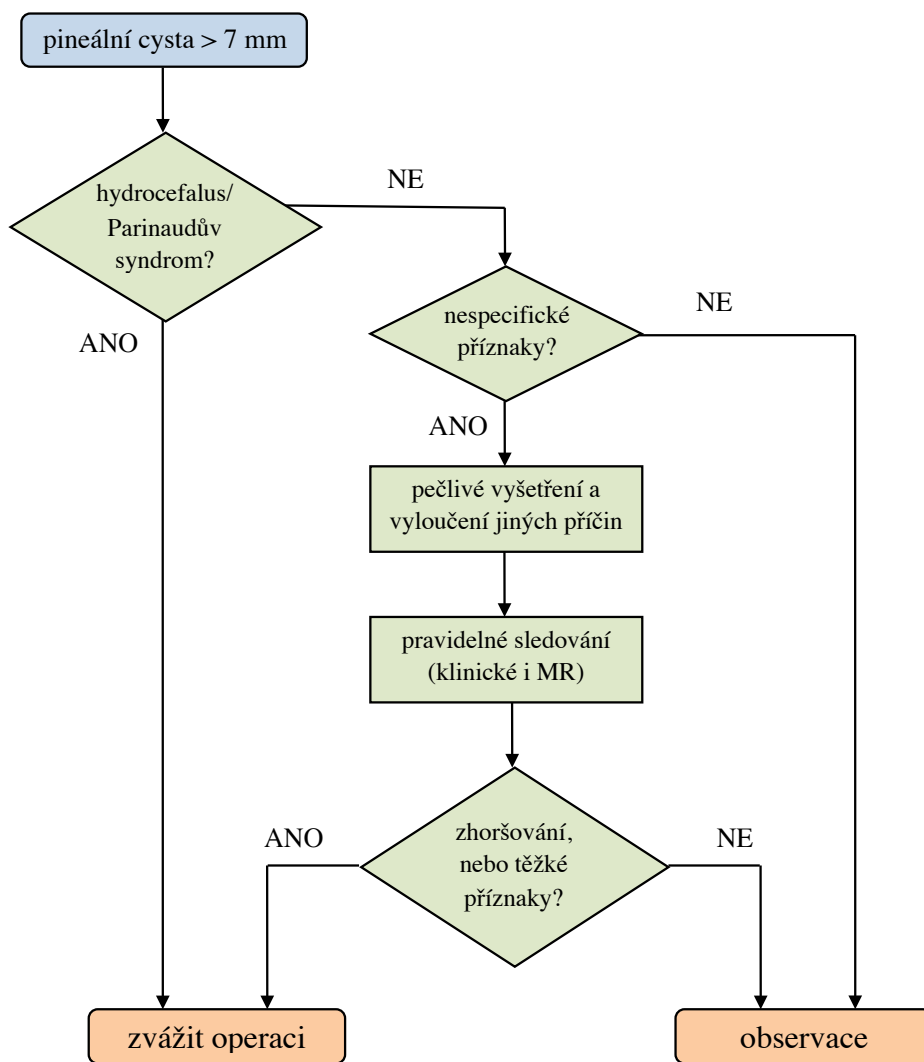 pineální cysta > 7 mm
NE
hydrocefalus/
Parinaudův
syndrom?
NE
nespecifické
příznaky?
ANO
ANO
pečlivé vyšetření a
vyloučení jiných příčin
pravidelné sledování
(klinické i MR)
ANO
zhoršování,
nebo těžké
příznaky?
NE
zvážit operaci
observace